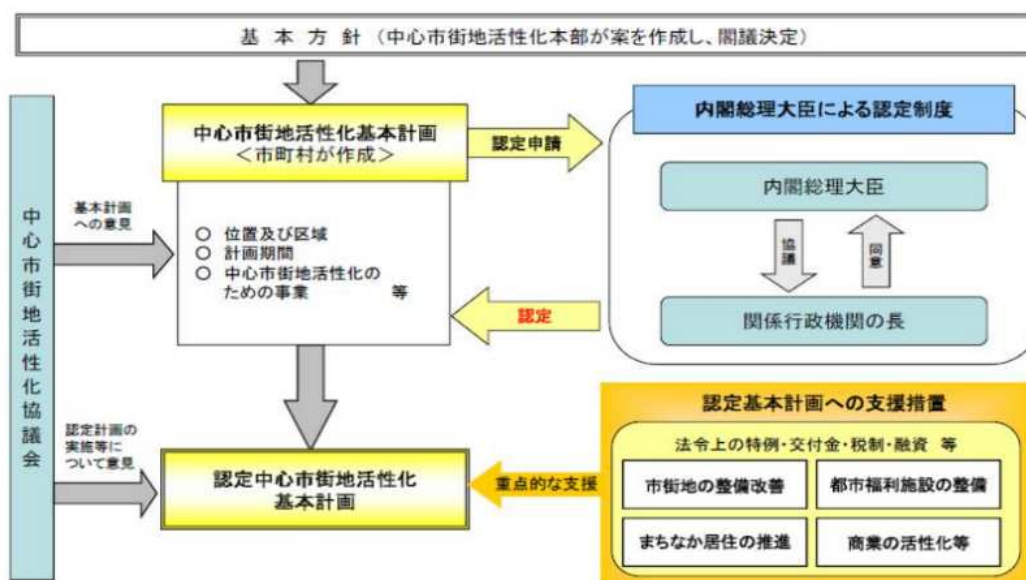 基本方針（中心市街地活性化本部が案を作成し、閣議決定）
中心市街地活性化基本計画
＜市町村が作成＞
認定申請
内閣総理大臣による認定制度
内閣総理大臣
協議
同意
関係行政機関の長
中心市街地活性化協議会
基本計画
への意見
○ 位置及び区域
○ 計画期間
○ 中心市街地活性化の
ための事業 等
認定
認定計画の
実施等に
ついて意見
認定中心市街地活性化
基本計画
重点的な支援
認定基本計画への支援措置
法令上の特例・交付金・税制・融資 等
市街地の整備改善
都市福利施設の整備
まちなか居住の推進
商業の活性化等